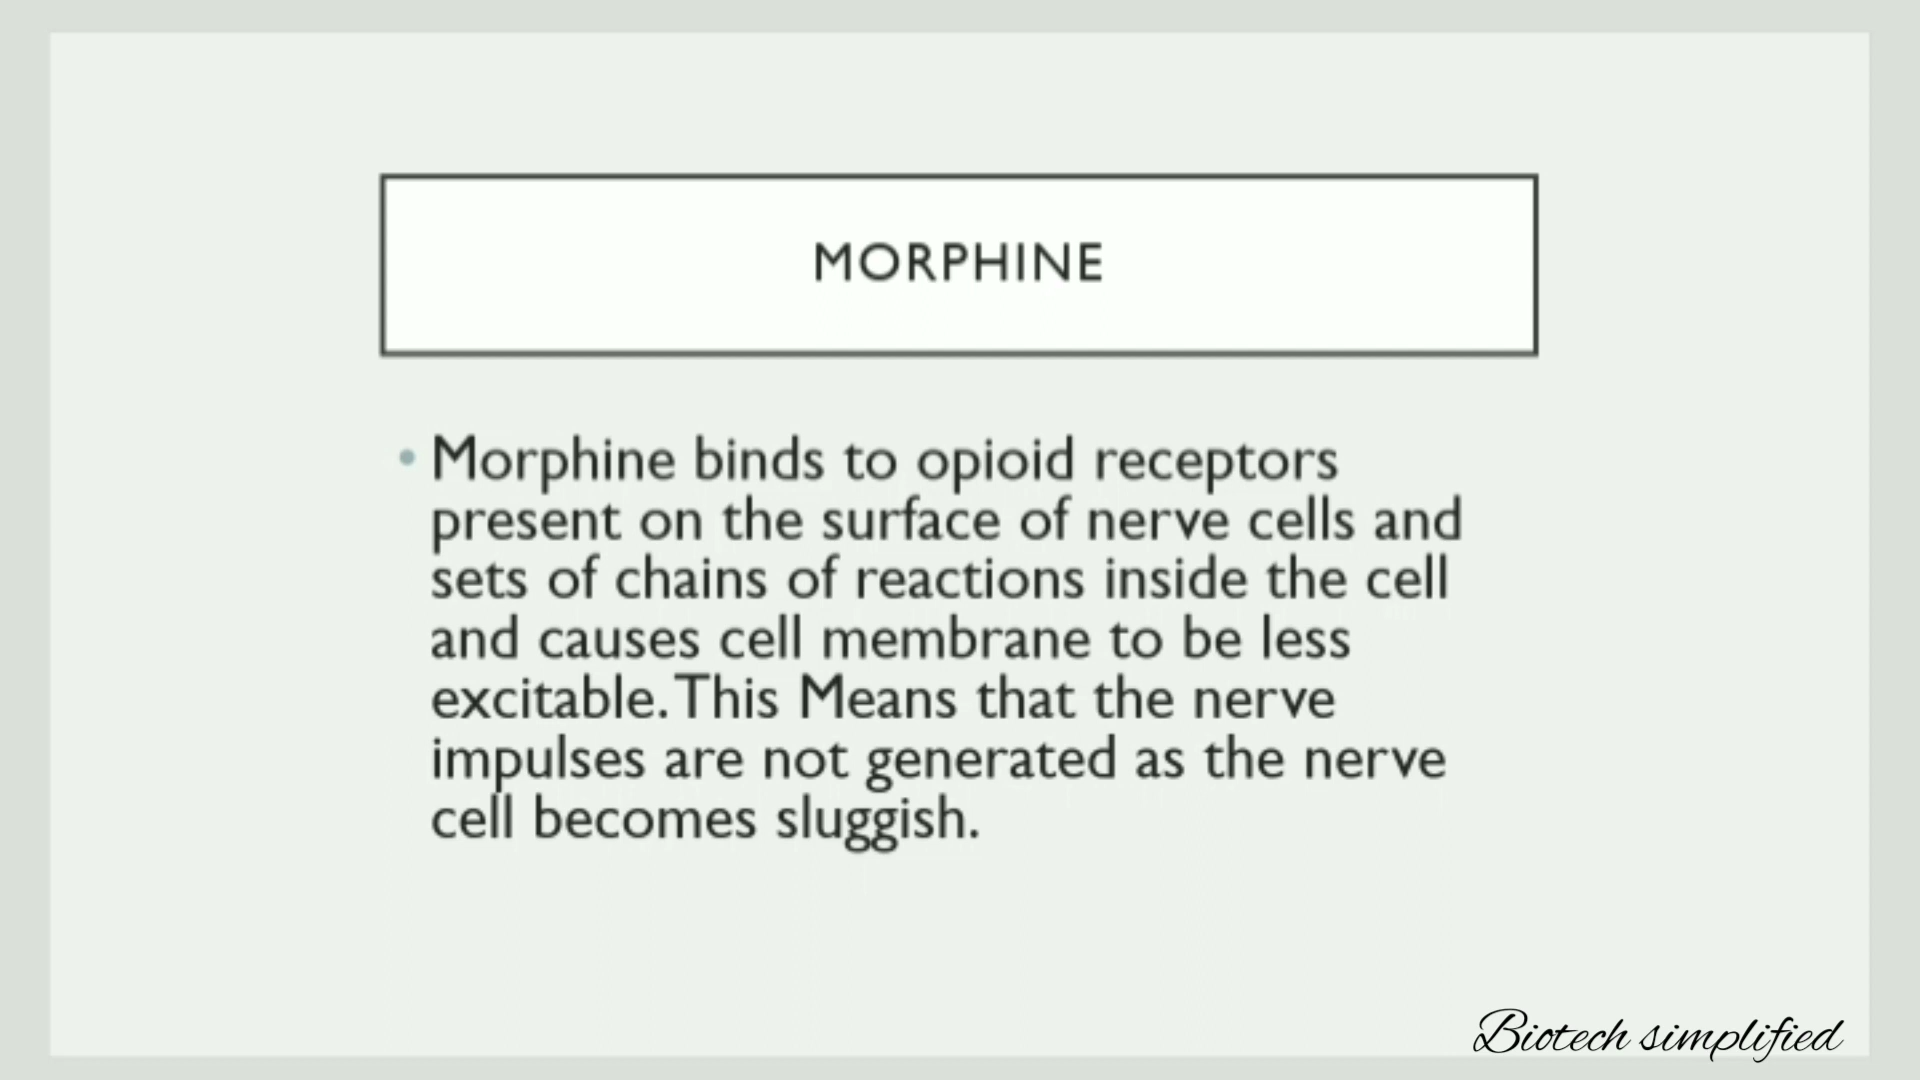 MORPHINE
• Morphine binds to opioid receptors
present on the surface of nerve cells and
sets of chains of reactions inside the cell
and causes cell membrane to be less
excitable. This Means that the nerve
impulses are not generated as the nerve
cell becomes sluggish.
Biotech simplified